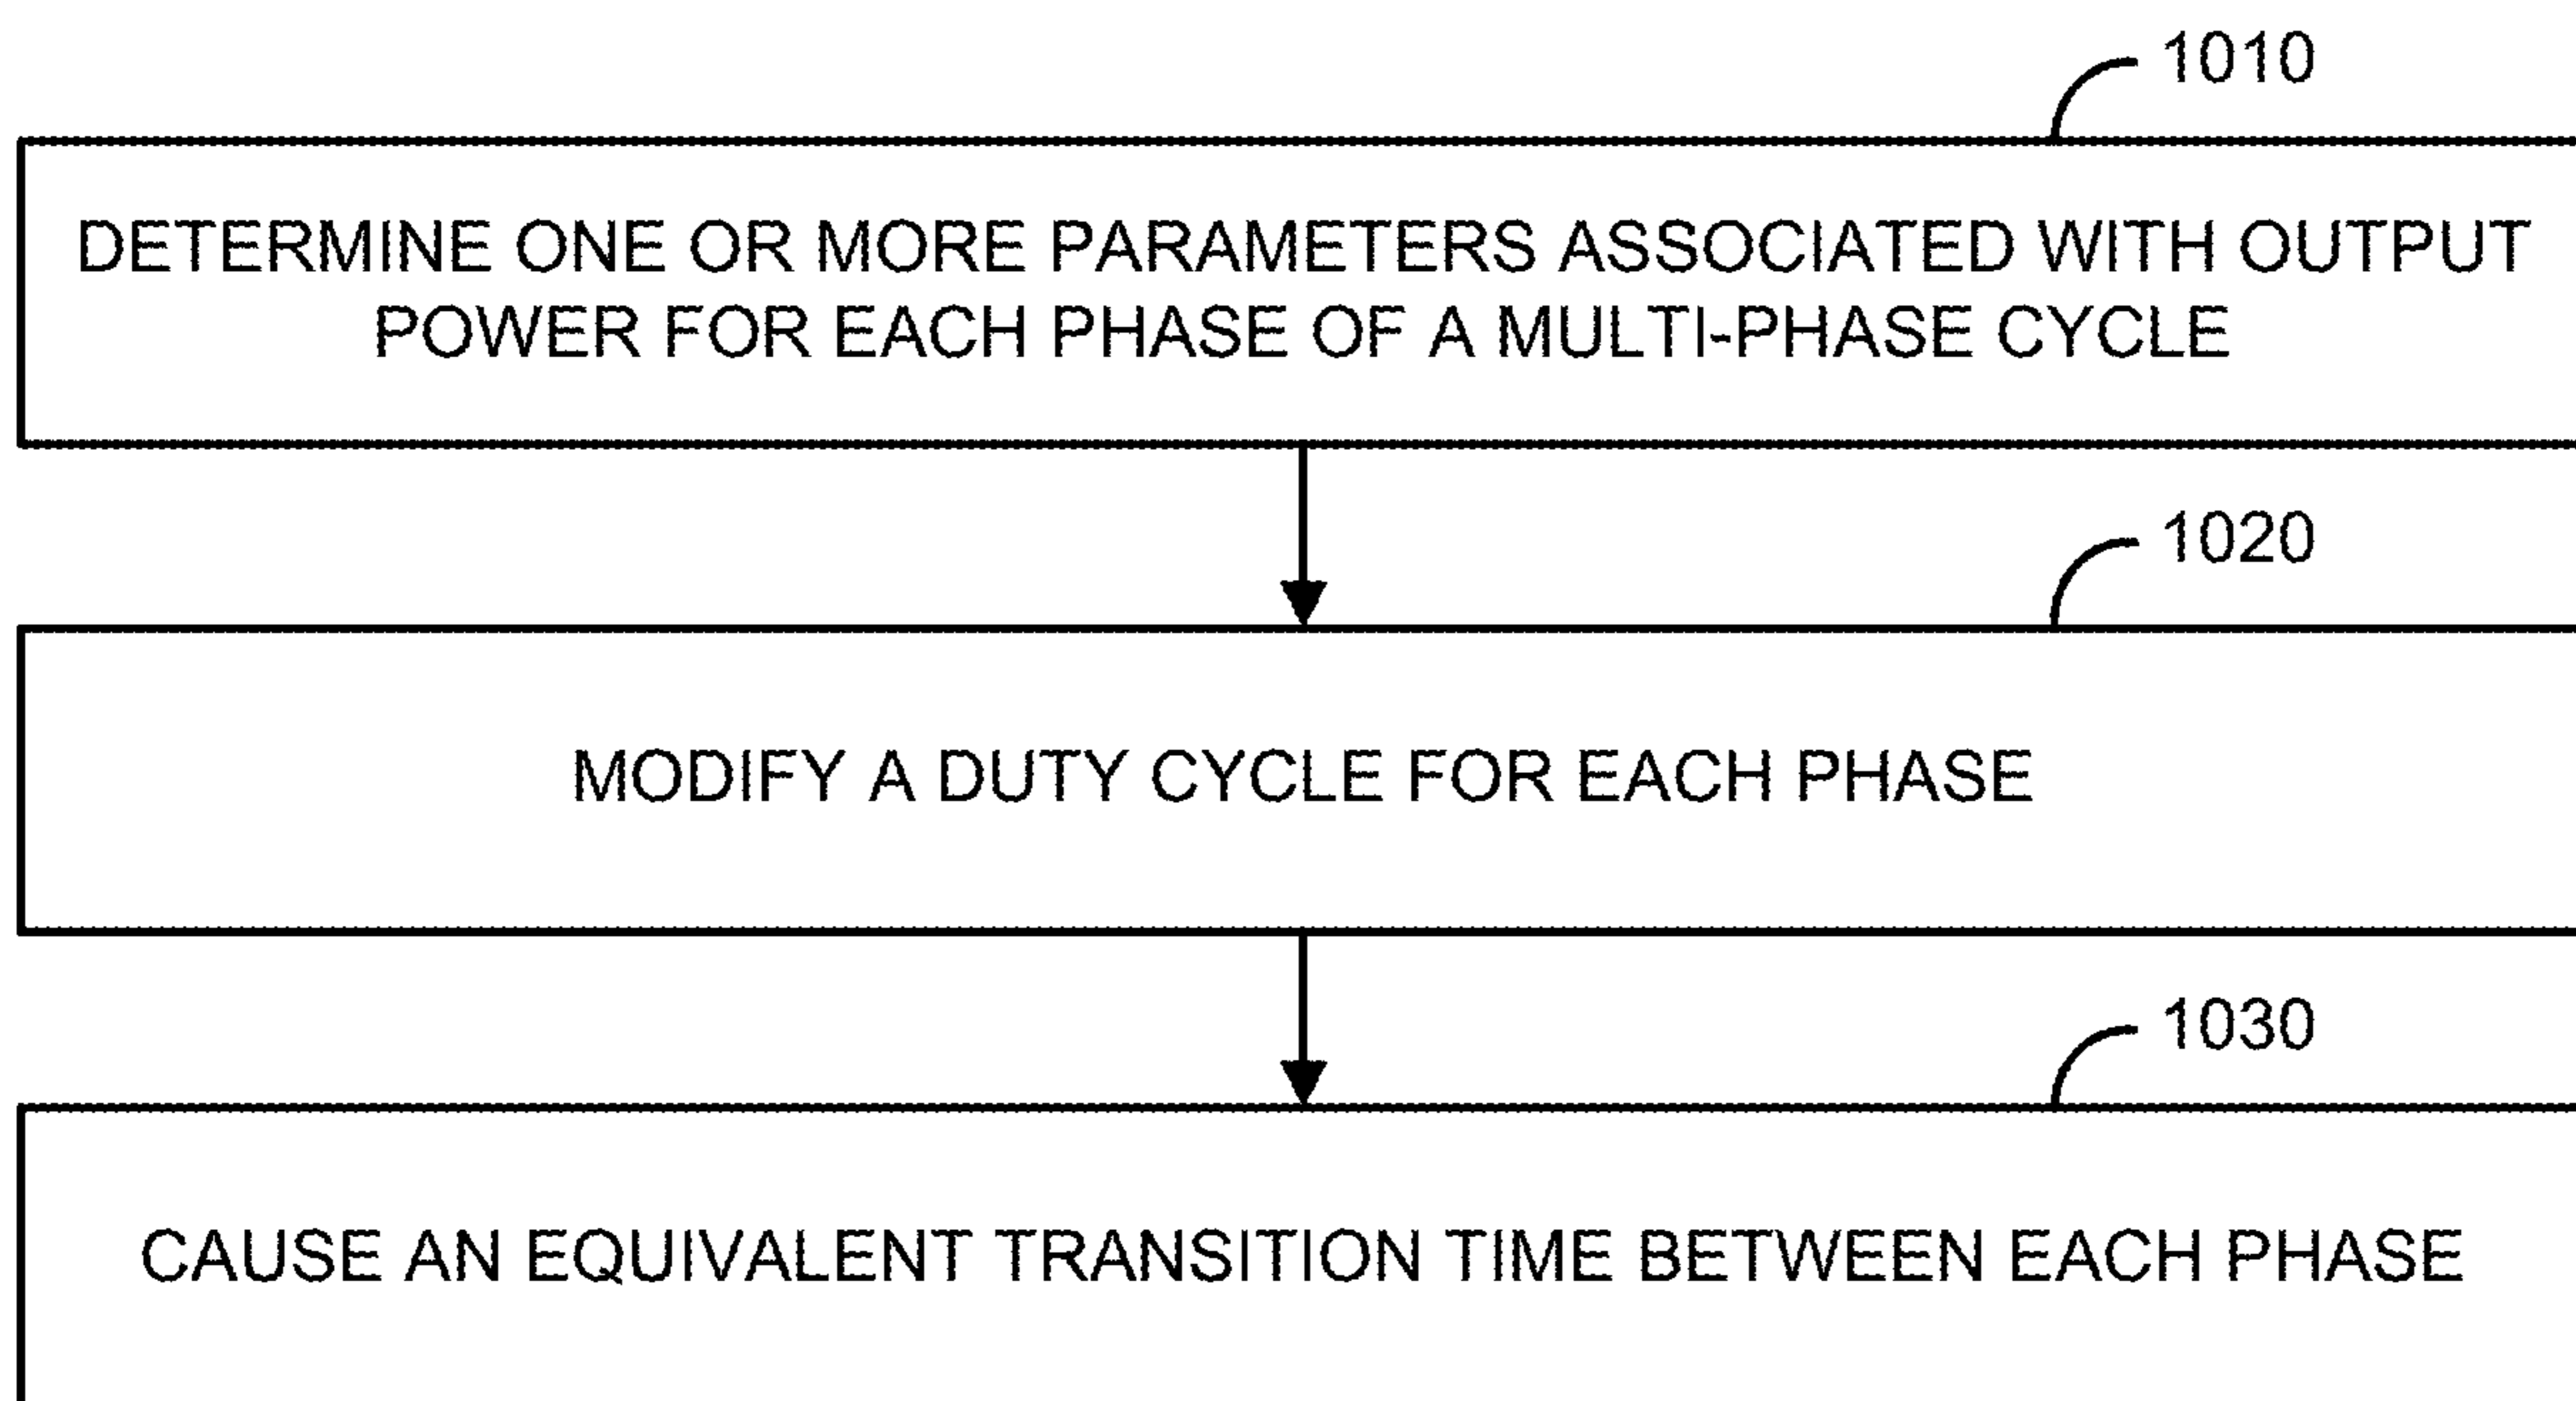 1010
DETERMINE ONE OR MORE PARAMETERS ASSOCIATED WITH OUTPUT
POWER FOR EACH PHASE OF A MULTI-PHASE CYCLE
1020
MODIFY A DUTY CYCLE FOR EACH PHASE
1030
CAUSE AN EQUIVALENT TRANSITION TIME BETWEEN EACH PHASE